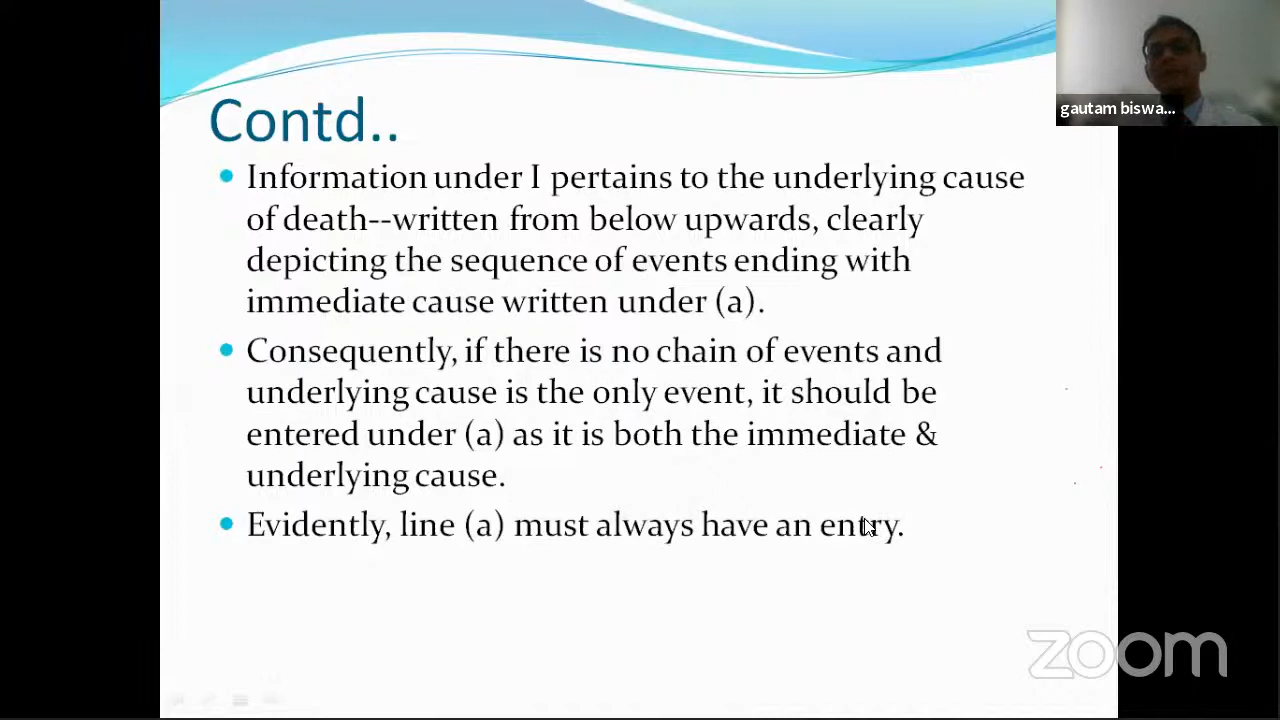 Contd..
gautam biswa...
Information under I pertains to the underlying cause
of death--written from below upwards, clearly
depicting the sequence of events ending with
immediate cause written under (a).
Consequently, if there is no chain of events and
underlying cause is the only event, it should be
entered under (a) as it is both the immediate &
underlying cause.
Evidently, line (a) must always have an entry.
zoom